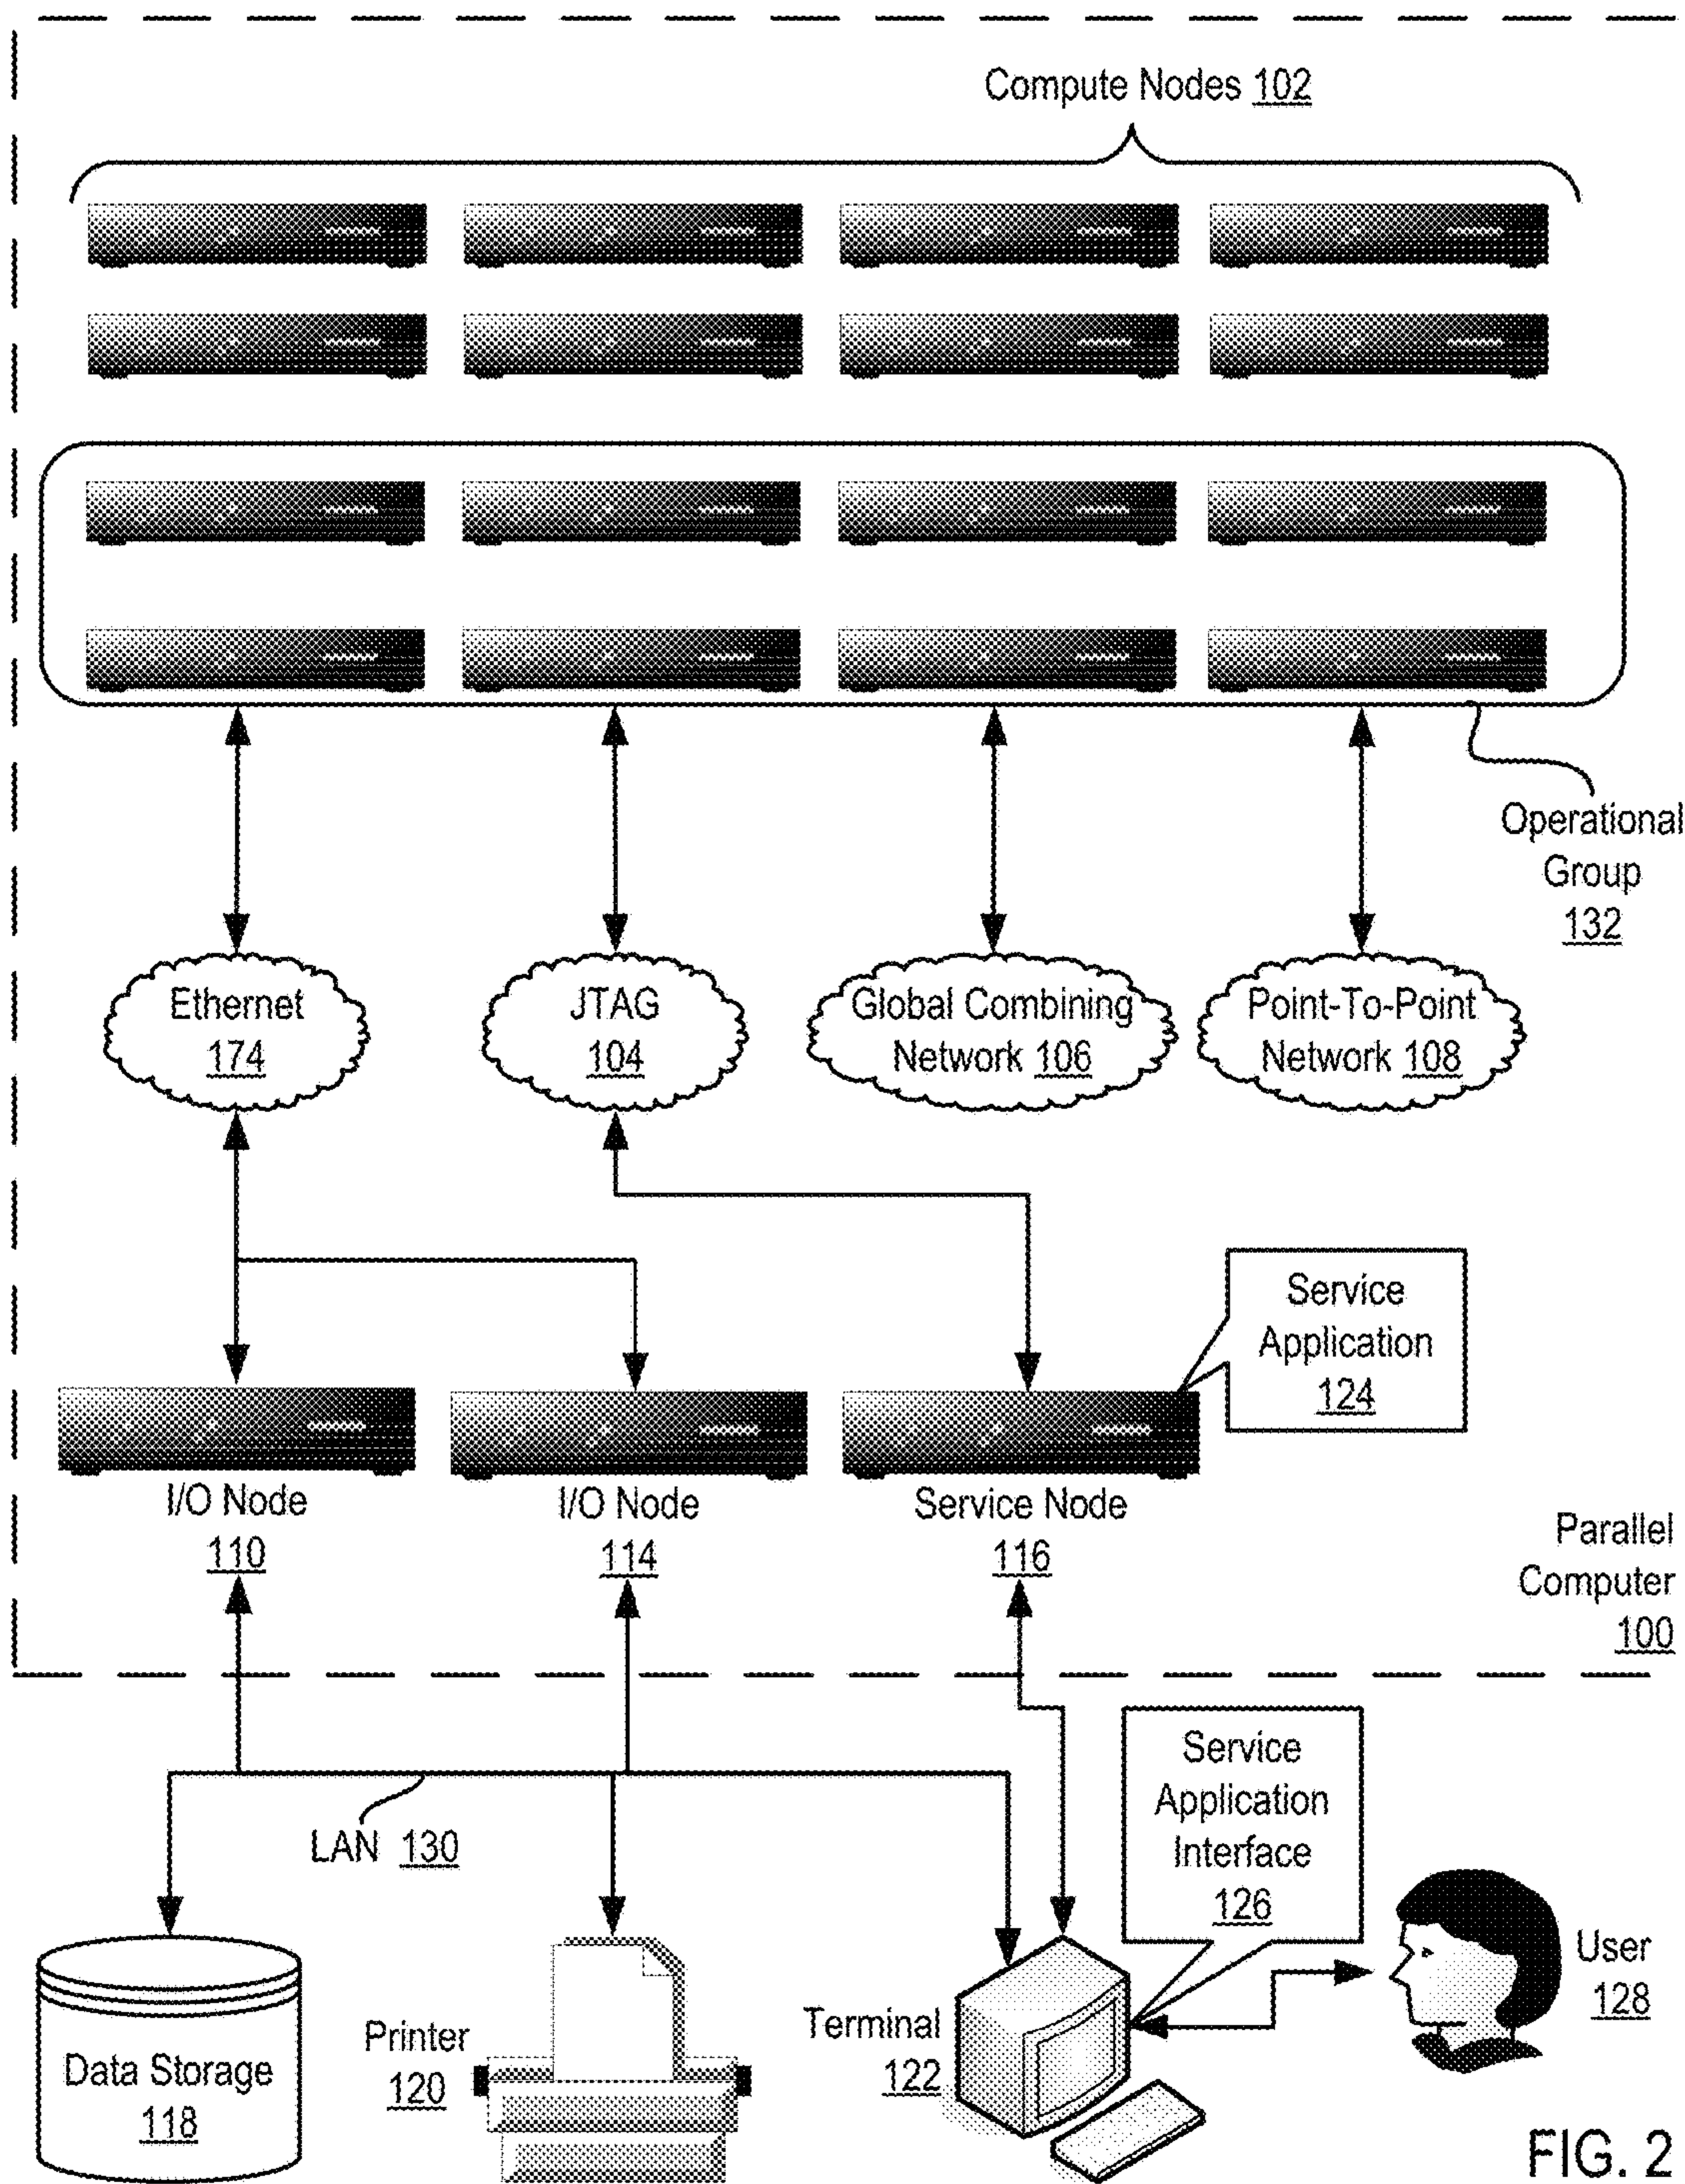 Compute Nodes 102
Operational
Group
132
Ethernet
174
JTAG
104
Global Combining
Network 106
Point-To-Point
Network 108
Service
Application
124
I/O Node
110
I/O Node
114
Service Node
116
Parallel
Computer
100
LAN 130
Service
Application
Interface
126
Data Storage
118
Printer
120
Terminal
122
User
128
FIG. 2